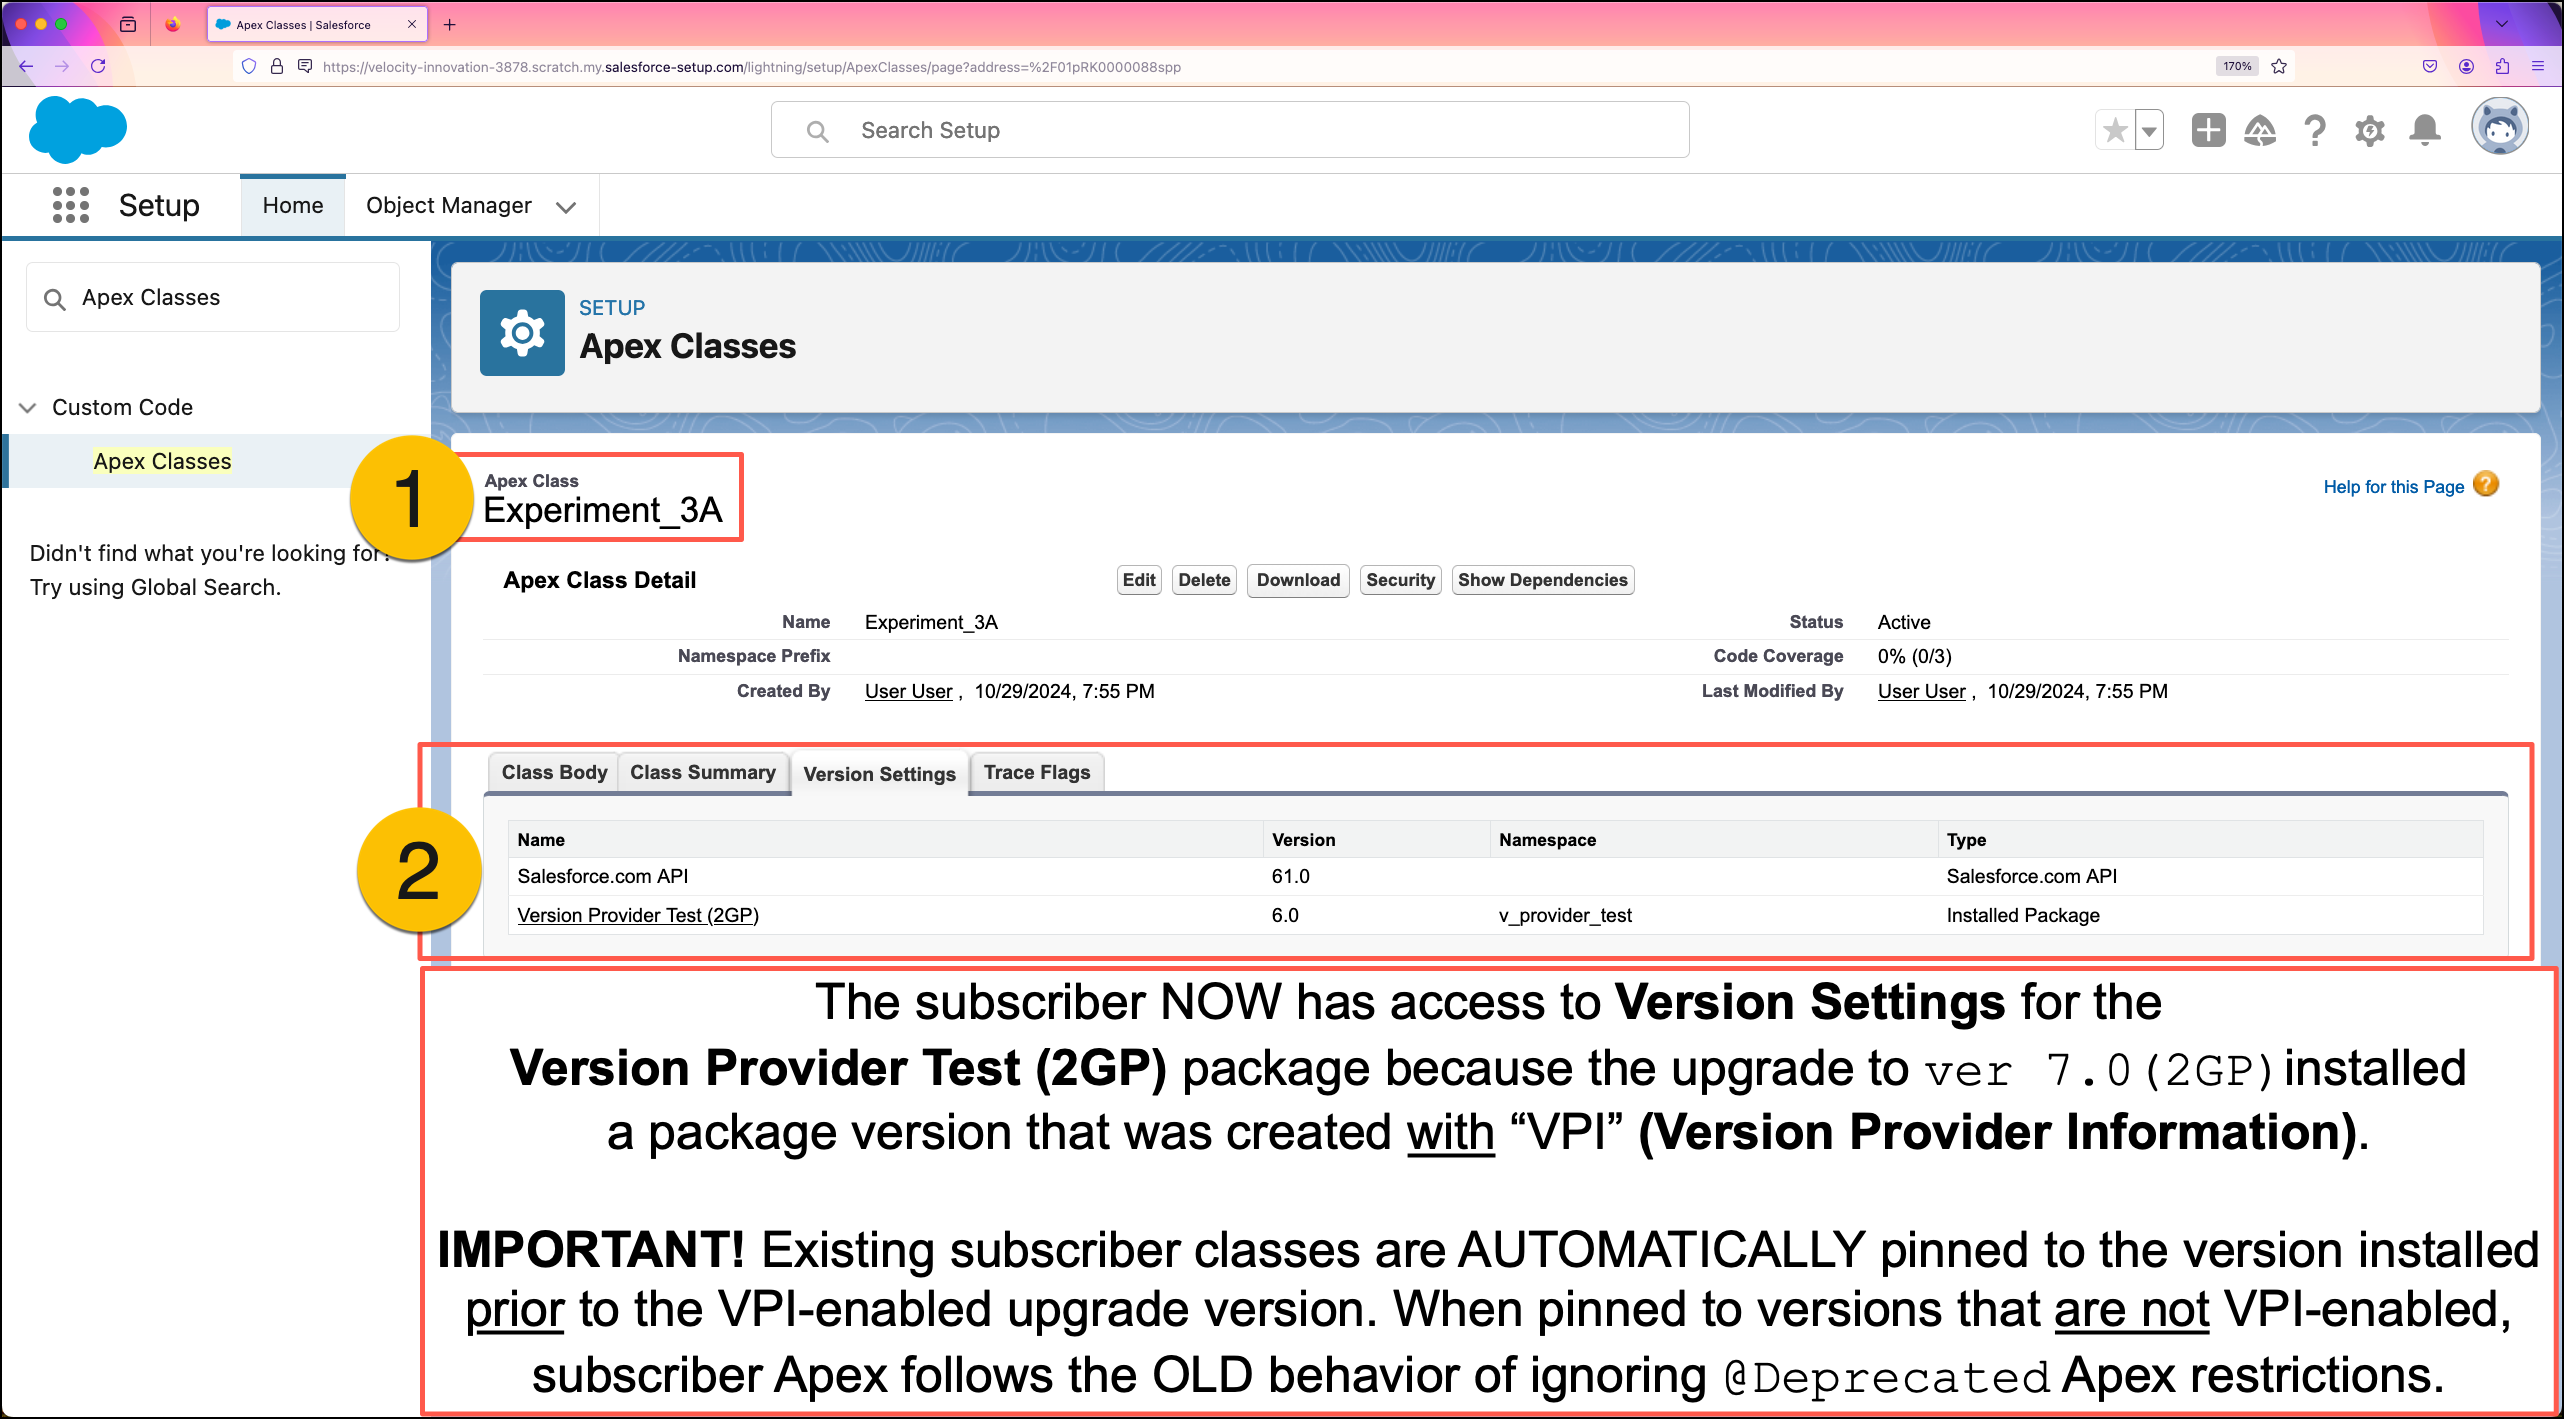 Apex Classes | Salesforce
https://velocity-innovation-3878.scratch.my.salesforce-setup.com/lightning/setup/ApexClasses/page?address=%2F01pRK0000088spp
170%
Search Setup
Setup
Home
Object Manager
Apex Classes
Custom Code
Apex Classes
Didn't find what you're looking for?
Try using Global Search.
SETUP
Apex Classes
1
Apex Class
Experiment_3A
Help for this Page
Apex Class Detail
Edit Delete Download Security Show Dependencies
Name Experiment_3A Status Active
Namespace Prefix Code Coverage 0% (0/3)
Created By User User , 10/29/2024, 7:55 PM Last Modified By User User , 10/29/2024, 7:55 PM
2
Class Body Class Summary Version Settings Trace Flags
Name Version Namespace Type
Salesforce.com API 61.0 Salesforce.com API
Version Provider Test (2GP) 6.0 v_provider_test Installed Package
The subscriber NOW has access to Version Settings for the
Version Provider Test (2GP) package because the upgrade to ver 7.0(2GP) installed
a package version that was created with “VPI” (Version Provider Information).
IMPORTANT! Existing subscriber classes are AUTOMATICALLY pinned to the version installed
prior to the VPI-enabled upgrade version. When pinned to versions that are not VPI-enabled,
subscriber Apex follows the OLD behavior of ignoring @Deprecated Apex restrictions.